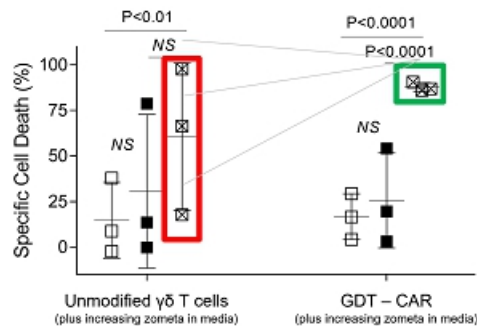 P<0.01
P<0.0001
NS
P<0.0001
100
75
50
25
0
Specific Cell Death (%)
NS
NS
Unmodified γδ T cells
(plus increasing zometa in media)
GDT – CAR
(plus increasing zometa in media)